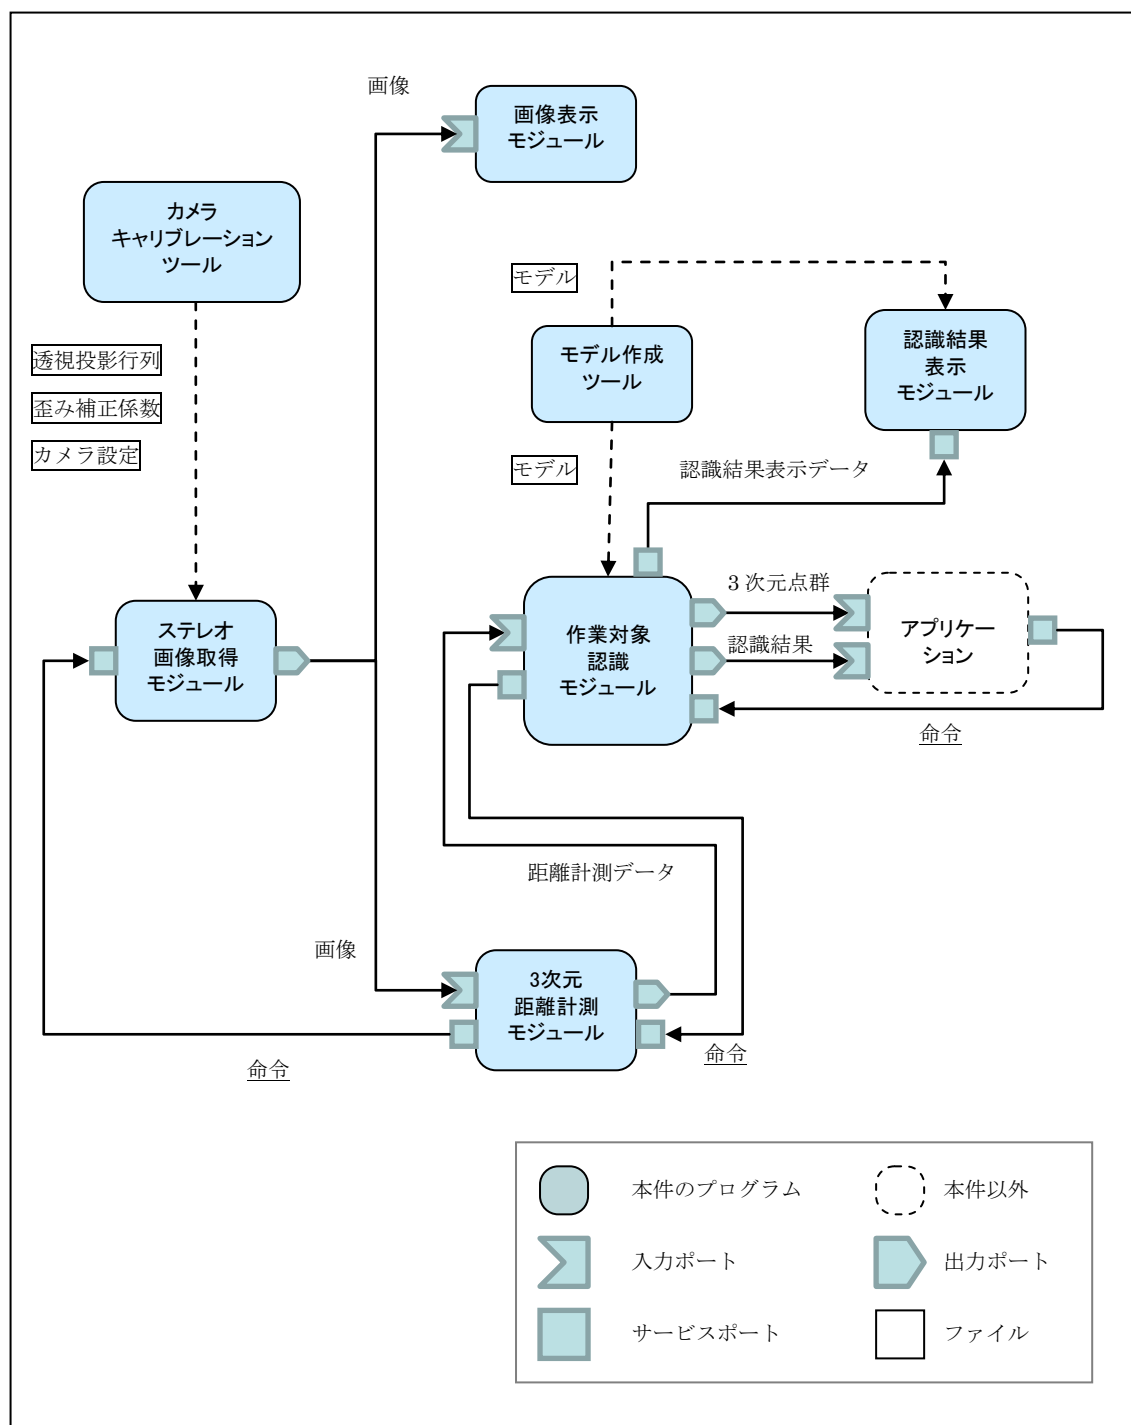 画像
画像表示
モジュール
カメラ
キャリブレーション
ツール
モデル
透視投影行列
歪み補正係数
カメラ設定
モデル作成
ツール
認識結果
表示
モジュール
モデル
認識結果表示データ
3 次元点群
認識結果
ステレオ
画像取得
モジュール
作業対象
認識
モジュール
アプリケー
ション
命令
距離計測データ
画像
3次元
距離計測
モジュール
命令
命令
本件のプログラム
本件以外
入力ポート
出力ポート
サービスポート
ファイル